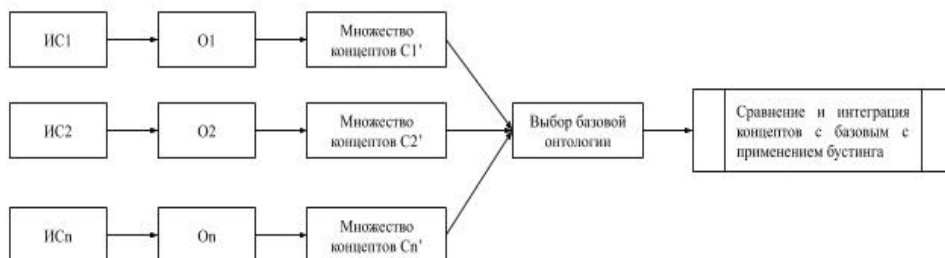 ИС1
О1
Множество
концептов С1’
ИС2
О2
Множество
концептов С2’
Выбор базовой
онтологии
Сравнение и интеграция
концептов с базовым с
применением бустинга
ИСn
Оn
Множество
концептов Сn’